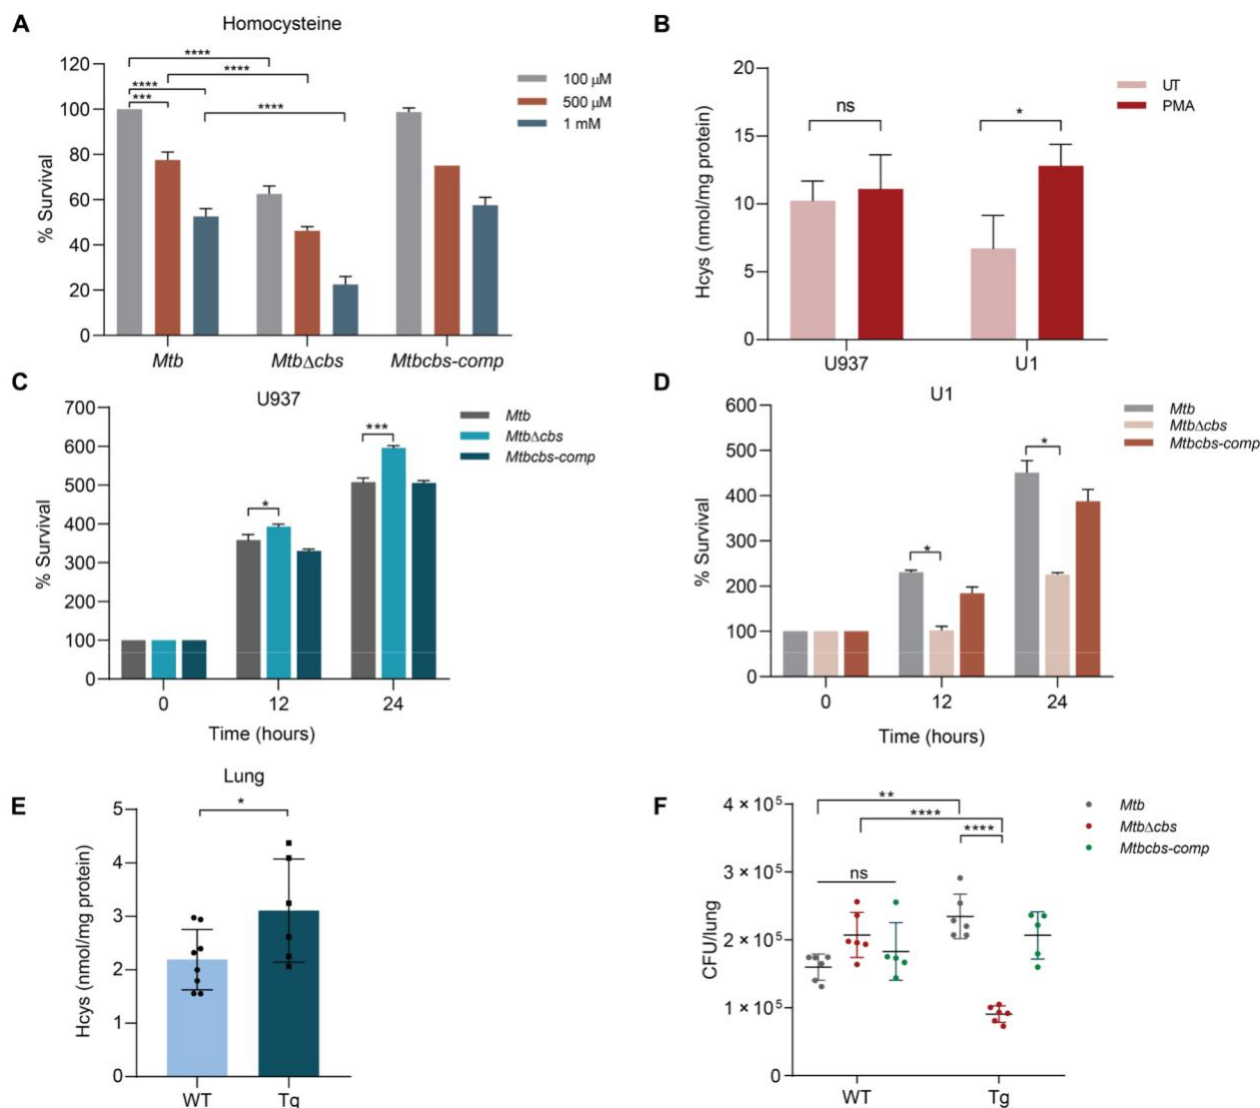 A
Homocysteine
****
****
****
***
****
120
100
80
60
40
20
0
% Survival
Mtb
MtbΔcbs
Mtbcbs-comp
100 μM
500 μM
1 mM
B
20
15
10
5
0
Hcys (nmol/mg protein)
ns
*
U937
U1
UT
PMA
C
U937
700
600
500
400
300
200
100
0
% Survival
*
***
0
12
24
Time (hours)
Mtb
MtbΔcbs
Mtbcbs-comp
D
U1
600
500
400
300
200
100
0
% Survival
*
*
0
12
24
Time (hours)
Mtb
MtbΔcbs
Mtbcbs-comp
E
Lung
*
5
4
3
2
1
0
Hcys (nmol/mg protein)
WT
Tg
F
4 × 10⁵
3 × 10⁵
2 × 10⁵
1 × 10⁵
0
CFU/lung
**
****
****
ns
WT
Tg
Mtb
MtbΔcbs
Mtbcbs-comp